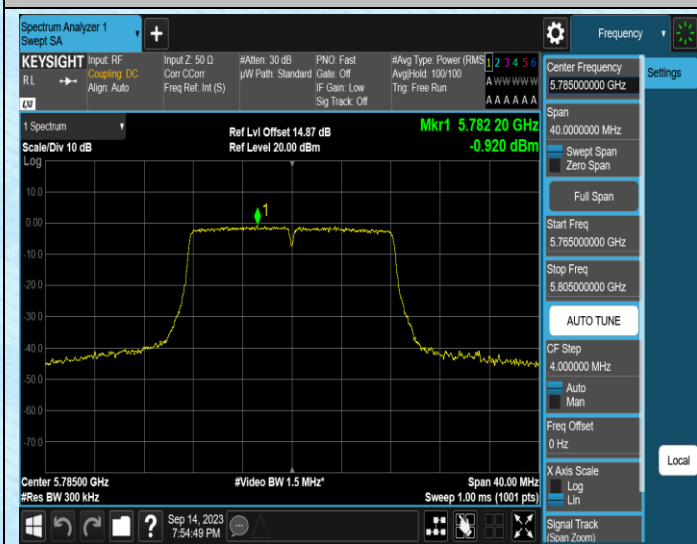 Spectrum Analyzer 1
Swept SA
+
Frequency
KEYSIGHT
RL
LXI
Input: RF
Coupling: DC
Align: Auto
Input Z: 50 Ω
Corr CCorr
Freq Ref: Int (S)
#Atten: 30 dB
µW Path: Standard
PNO: Fast
Gate: Off
IF Gain: Low
Sig Track: Off
#Avg Type: Power (RMS
Avg|Hold: 100/100
Trig: Free Run
1 2 3 4 5 6
A W W W W W
A A A A A A
1 Spectrum
Scale/Div 10 dB
Log
Ref Lvl Offset 14.87 dB
Ref Level 20.00 dBm
Mkr1 5.782 20 GHz
-0.920 dBm
1
10.0
0.00
-10.0
-20.0
-30.0
-40.0
-50.0
-60.0
-70.0
Center 5.78500 GHz
#Res BW 300 kHz
#Video BW 1.5 MHz*
Span 40.00 MHz
Sweep 1.00 ms (1001 pts)
?
Sep 14, 2023
7:54:49 PM
Center Frequency
5.785000000 GHz
Span
40.0000000 MHz
Swept Span
Zero Span
Full Span
Start Freq
5.765000000 GHz
Stop Freq
5.805000000 GHz
AUTO TUNE
CF Step
4.000000 MHz
Auto
Man
Freq Offset
0 Hz
X Axis Scale
Log
Lin
Signal Track
(Span Zoom)
Settings
Local